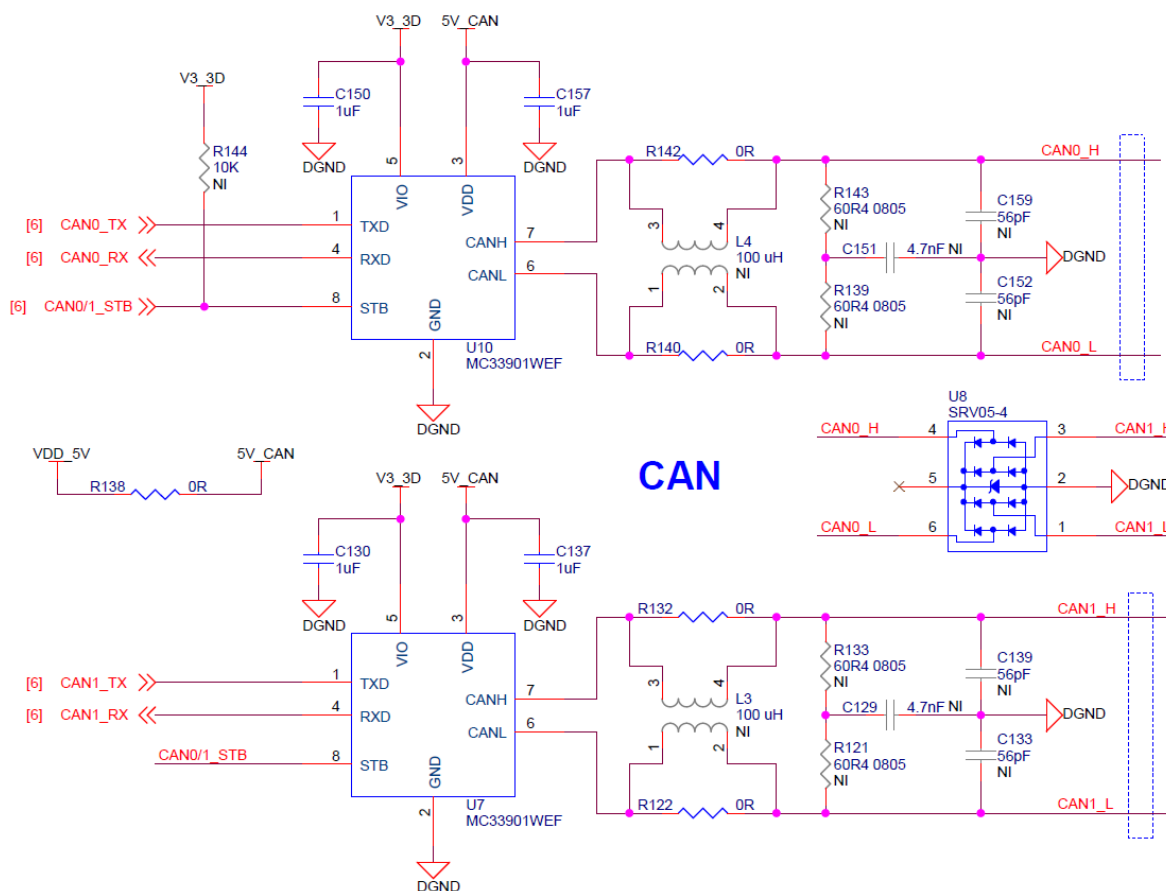 V3_3D
5V_CAN
C150
1uF
C157
1uF
V3_3D
DGND
DGND
R144
10K
NI
5
3
VIO
VDD
R142
0R
CAN0_H
[6]
CAN0_TX
1
TXD
CANH
7
3
4
L4
100 uH
NI
R143
60R4 0805
NI
C159
56pF
NI
[6]
CAN0_RX
4
RXD
CANL
6
1
2
C151
4.7nF NI
DGND
[6]
CAN0/1_STB
8
STB
GND
2
R139
60R4 0805
NI
C152
56pF
NI
U10
MC33901WEF
R140
0R
CAN0_L
DGND
U8
SRV05-4
CAN0_H
4
3
CAN1_H
5
2
DGND
CAN0_L
6
1
CAN1_L
VDD_5V
5V_CAN
R138
0R
CAN
V3_3D
5V_CAN
C130
1uF
C137
1uF
DGND
DGND
5
3
VIO
VDD
R132
0R
CAN1_H
[6]
CAN1_TX
1
TXD
CANH
7
3
4
L3
100 uH
NI
R133
60R4 0805
NI
C139
56pF
NI
[6]
CAN1_RX
4
RXD
CANL
6
1
2
C129
4.7nF NI
DGND
CAN0/1_STB
8
STB
GND
2
R121
60R4 0805
NI
C133
56pF
NI
U7
MC33901WEF
R122
0R
CAN1_L
DGND